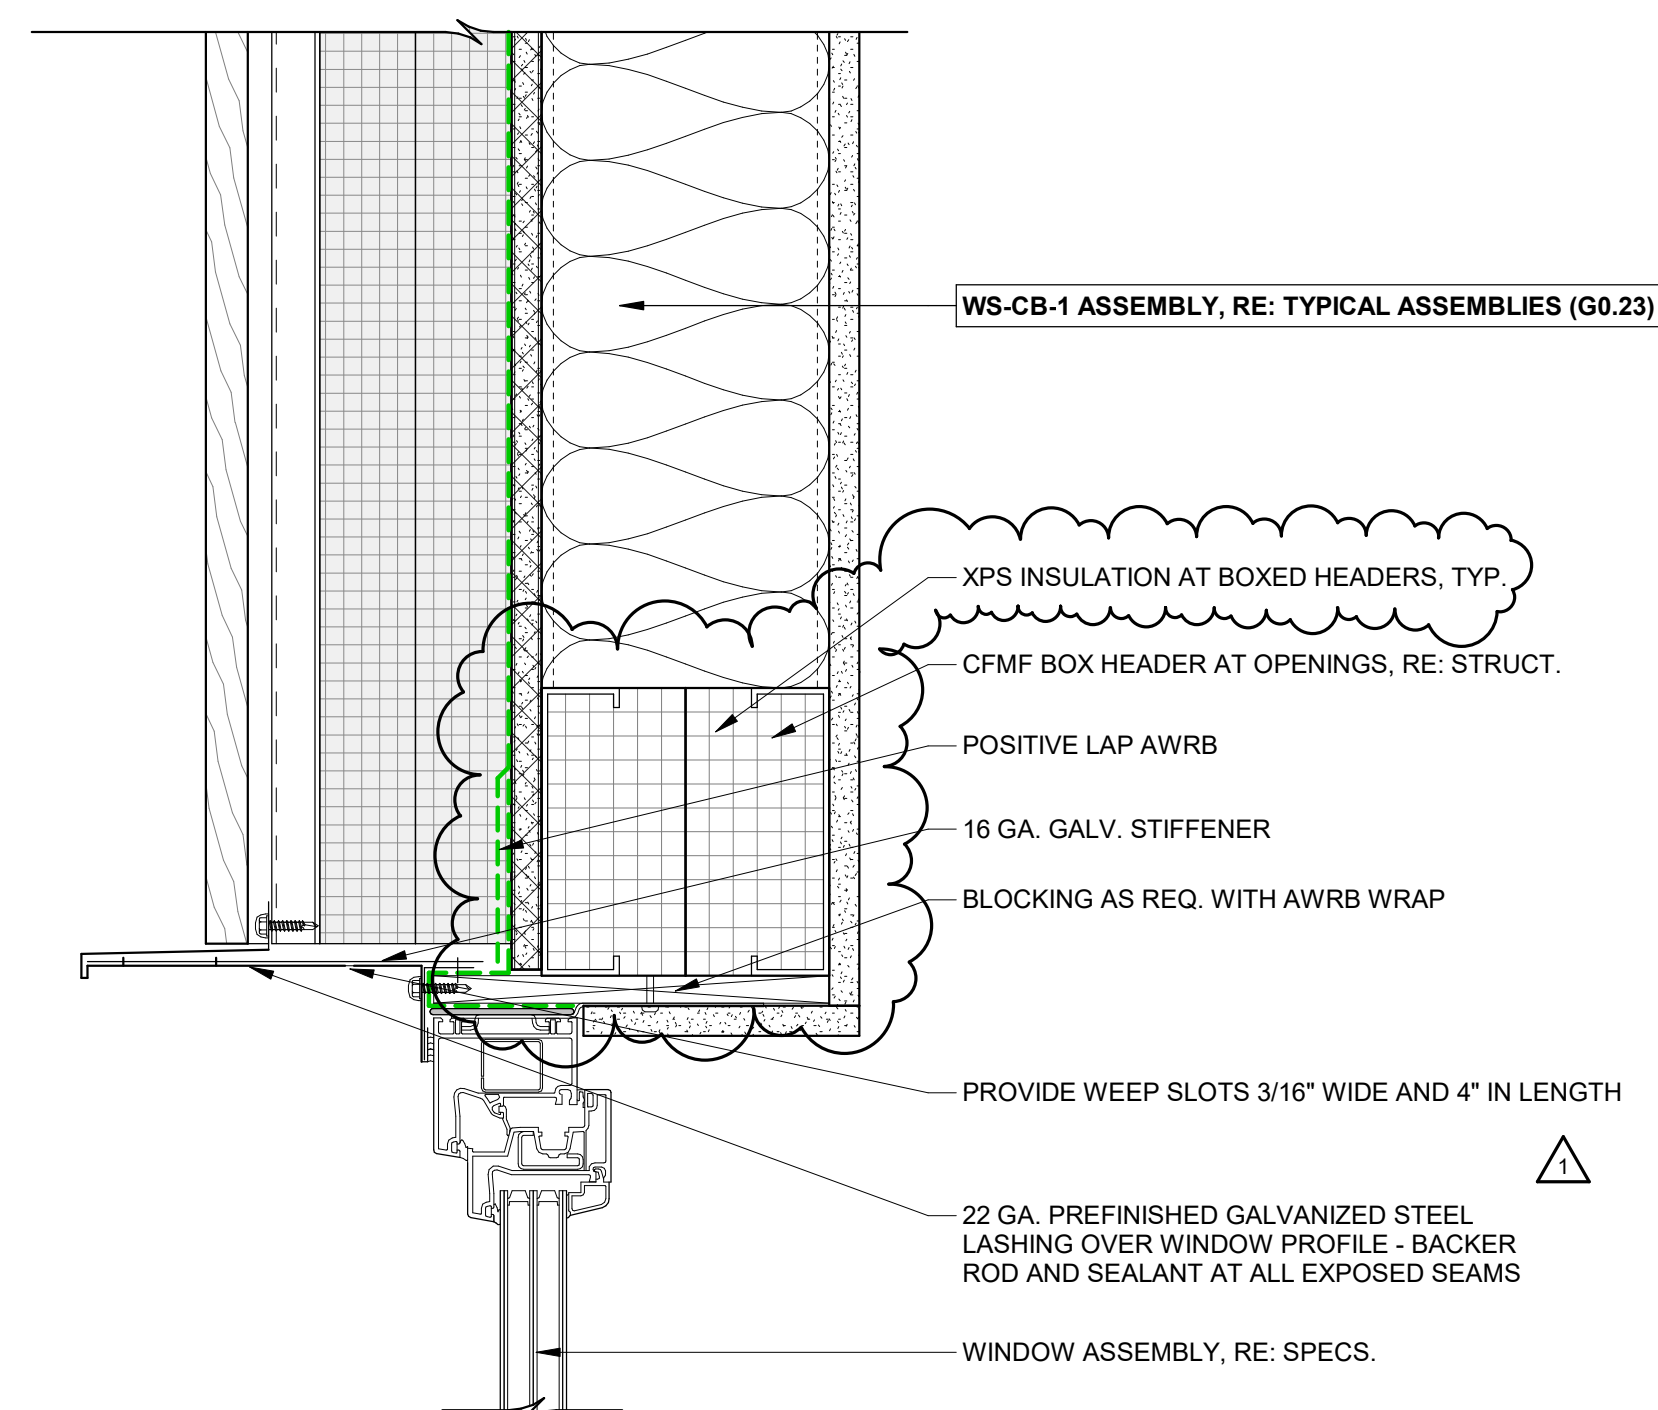 WS-CB-1 ASSEMBLY, RE: TYPICAL ASSEMBLIES (G0.23)
XPS INSULATION AT BOXED HEADERS, TYP.
CFMF BOX HEADER AT OPENINGS, RE: STRUCT.
POSITIVE LAP AWRB
16 GA. GALV. STIFFENER
BLOCKING AS REQ. WITH AWRB WRAP
PROVIDE WEEP SLOTS 3/16" WIDE AND 4" IN LENGTH
1
22 GA. PREFINISHED GALVANIZED STEEL
LASHING OVER WINDOW PROFILE - BACKER
ROD AND SEALANT AT ALL EXPOSED SEAMS
WINDOW ASSEMBLY, RE: SPECS.